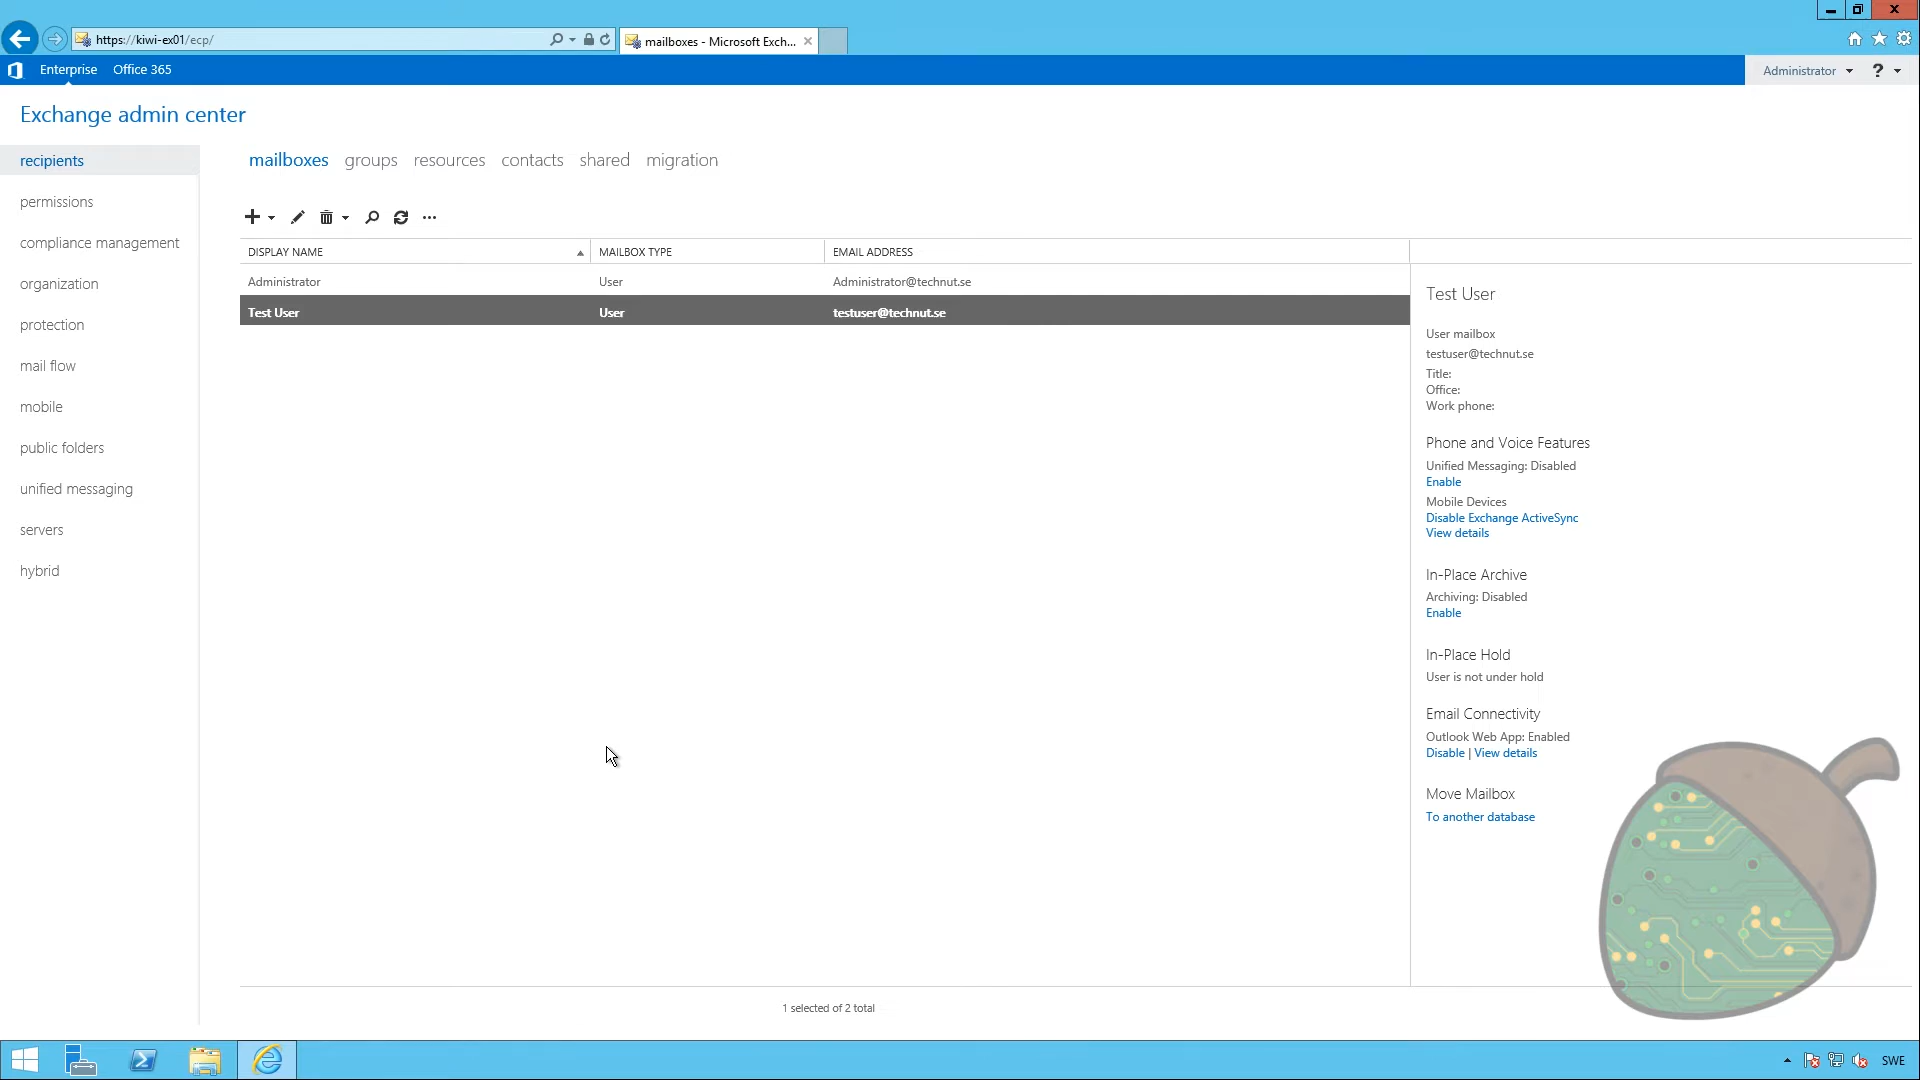 https://kiwi-ex01/ecp/
mailboxes - Microsoft Exch...
Enterprise Office 365
Administrator ?
Exchange admin center
recipients
permissions
compliance management
organization
protection
mail flow
mobile
public folders
unified messaging
servers
hybrid
mailboxes groups resources contacts shared migration
DISPLAY NAME MAILBOX TYPE EMAIL ADDRESS
Administrator User Administrator@technut.se
Test User User testuser@technut.se
1 selected of 2 total
Test User
User mailbox
testuser@technut.se
Title:
Office:
Work phone:
Phone and Voice Features
Unified Messaging: Disabled
Enable
Mobile Devices
Disable Exchange ActiveSync
View details
In-Place Archive
Archiving: Disabled
Enable
In-Place Hold
User is not under hold
Email Connectivity
Outlook Web App: Enabled
Disable | View details
Move Mailbox
To another database
SWE